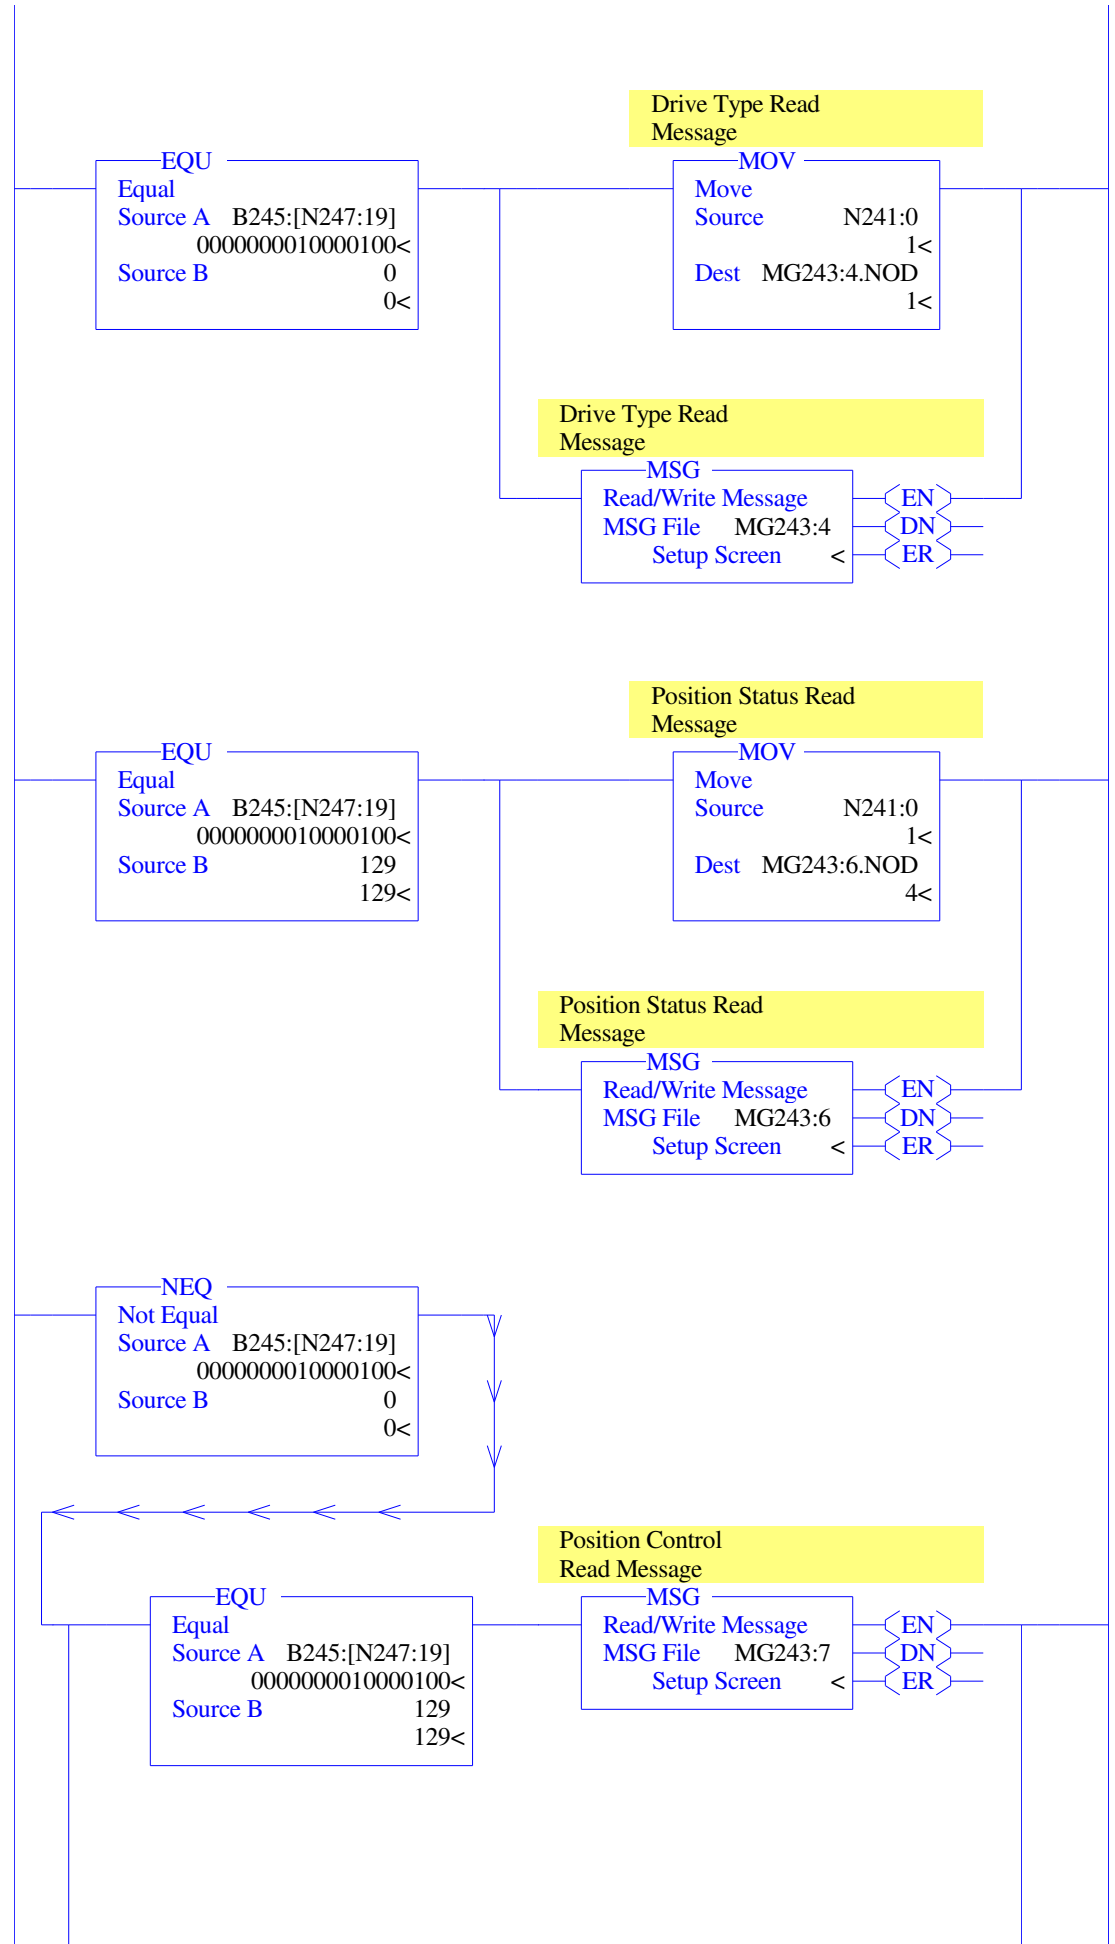 Drive Type Read
Message
EQU
Equal
Source A B245:[N247:19]
0000000010000100<
Source B 0
0<
MOV
Move
Source N241:0
1<
Dest MG243:4.NOD
1<
Drive Type Read
Message
MSG
Read/Write Message
MSG File MG243:4
Setup Screen <
EN
DN
ER
Position Status Read
Message
EQU
Equal
Source A B245:[N247:19]
0000000010000100<
Source B 129
129<
MOV
Move
Source N241:0
1<
Dest MG243:6.NOD
4<
Position Status Read
Message
MSG
Read/Write Message
MSG File MG243:6
Setup Screen <
EN
DN
ER
NEQ
Not Equal
Source A B245:[N247:19]
0000000010000100<
Source B 0
0<
Position Control
Read Message
EQU
Equal
Source A B245:[N247:19]
0000000010000100<
Source B 129
129<
MSG
Read/Write Message
MSG File MG243:7
Setup Screen <
EN
DN
ER